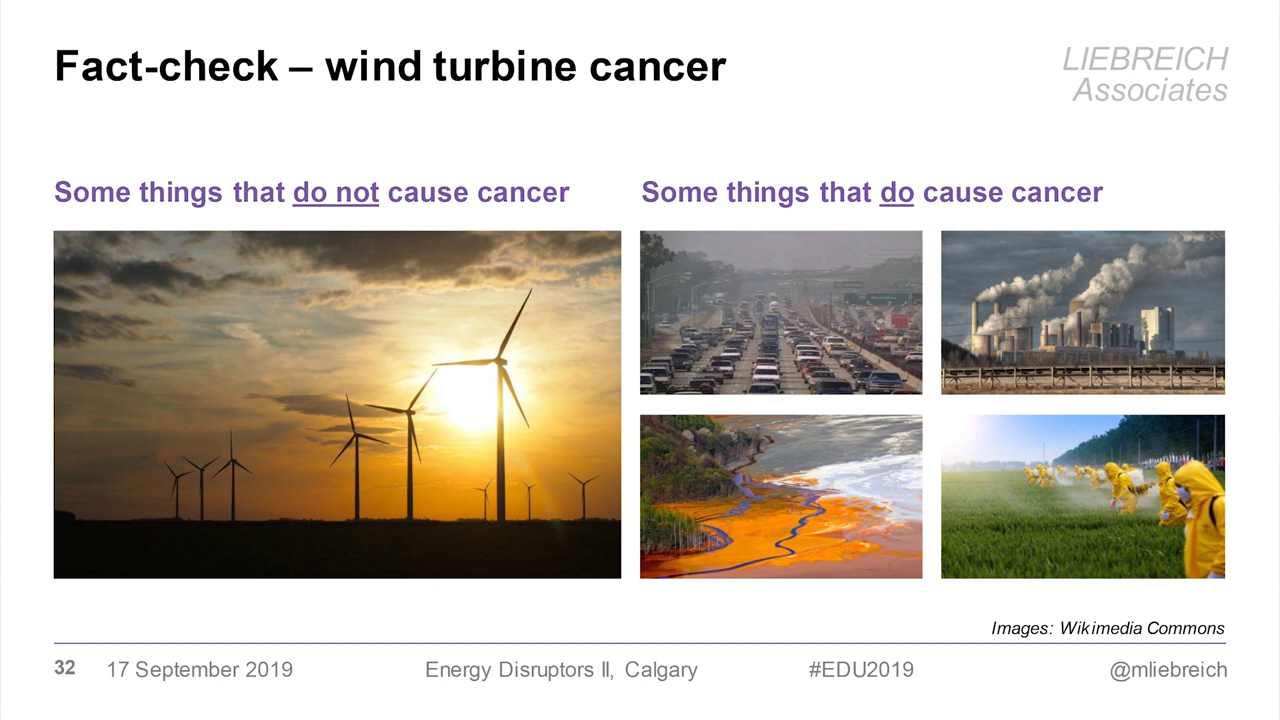 Fact-check – wind turbine cancer
LIEBREICH
Associates
Some things that do not cause cancer
Some things that do cause cancer
Images: Wikimedia Commons
32
17 September 2019
Energy Disruptors II, Calgary
#EDU2019
@mliebreich